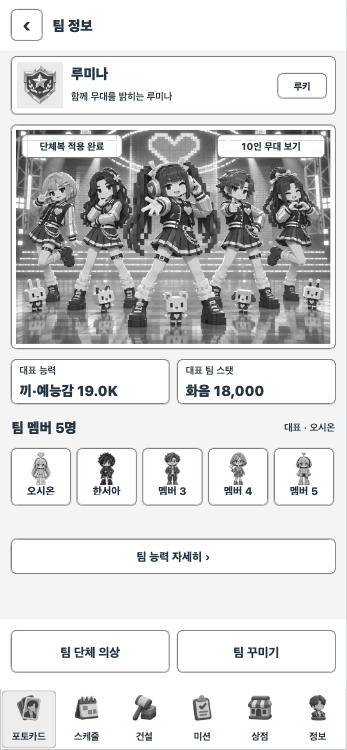 팀 정보
루미나
함께 무대를 밝히는 루미나
루키
단체복 적용 완료
10인 무대 보기
대표 능력
끼·예능감 19.0K
대표 팀 스탯
화음 18,000
팀 멤버 5명
대표 · 오시온
오시온
한서아
멤버 3
멤버 4
멤버 5
팀 능력 자세히 ›
팀 단체 의상
팀 꾸미기
포토카드
스케줄
건설
미션
상점
정보